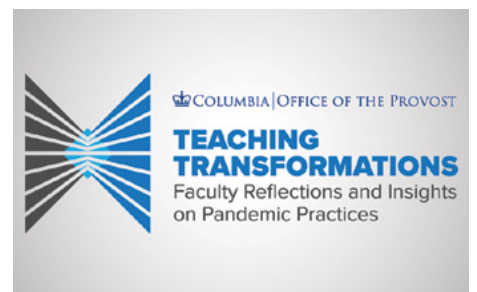 COLUMBIA | OFFICE OF THE PROVOST
TEACHING
TRANSFORMATIONS
Faculty Reflections and Insights
on Pandemic Practices